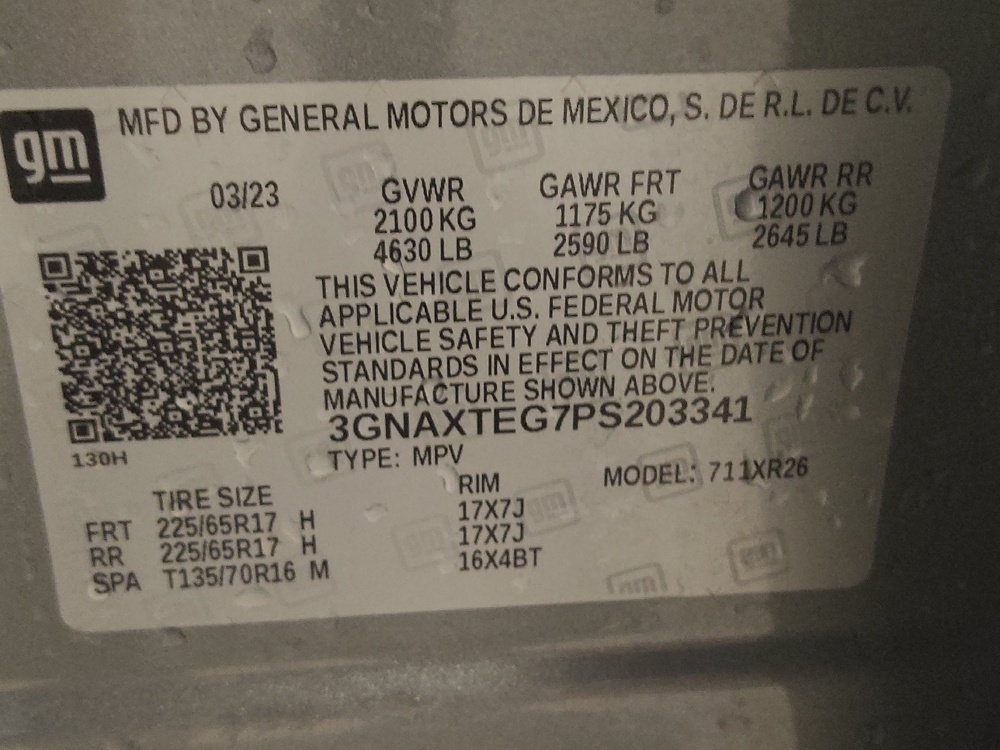 gm
MFD BY GENERAL MOTORS DE MEXICO, S. DE R.L. DE C.V.
03/23 GVWR GAWR FRT GAWR RR
2100 KG 1175 KG 1200 KG
4630 LB 2590 LB 2645 LB
THIS VEHICLE CONFORMS TO ALL
APPLICABLE U.S. FEDERAL MOTOR
VEHICLE SAFETY AND THEFT PREVENTION
STANDARDS IN EFFECT ON THE DATE OF
MANUFACTURE SHOWN ABOVE.
3GNAXTEG7PS203341
130H
TYPE: MPV MODEL: 711XR26
TIRE SIZE RIM
FRT 225/65R17 H 17X7J
RR 225/65R17 H 17X7J
SPA T135/70R16 M 16X4BT